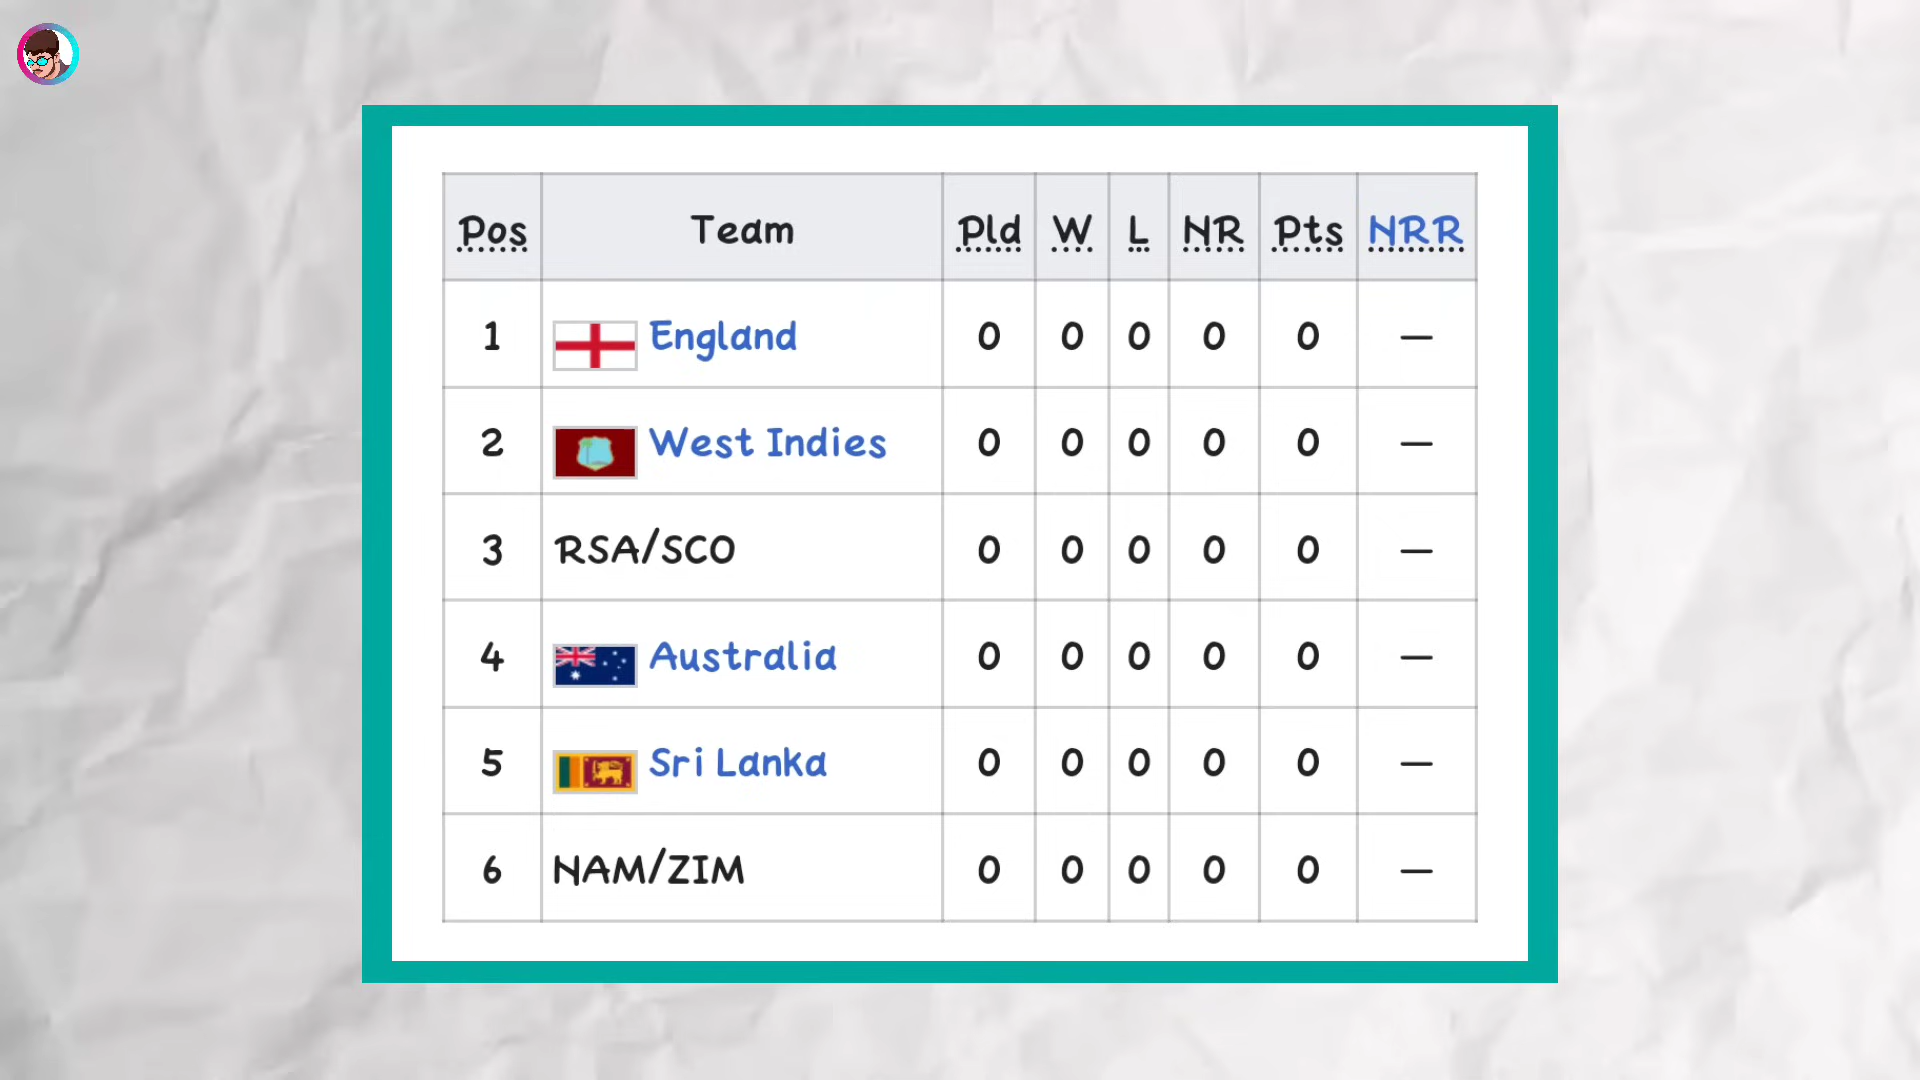 Pos Team Pld W L NR Pts NRR
1 England 0 0 0 0 0 —
2 West Indies 0 0 0 0 0 —
3 RSA/SCO 0 0 0 0 0 —
4 Australia 0 0 0 0 0 —
5 Sri Lanka 0 0 0 0 0 —
6 NAM/ZIM 0 0 0 0 0 —